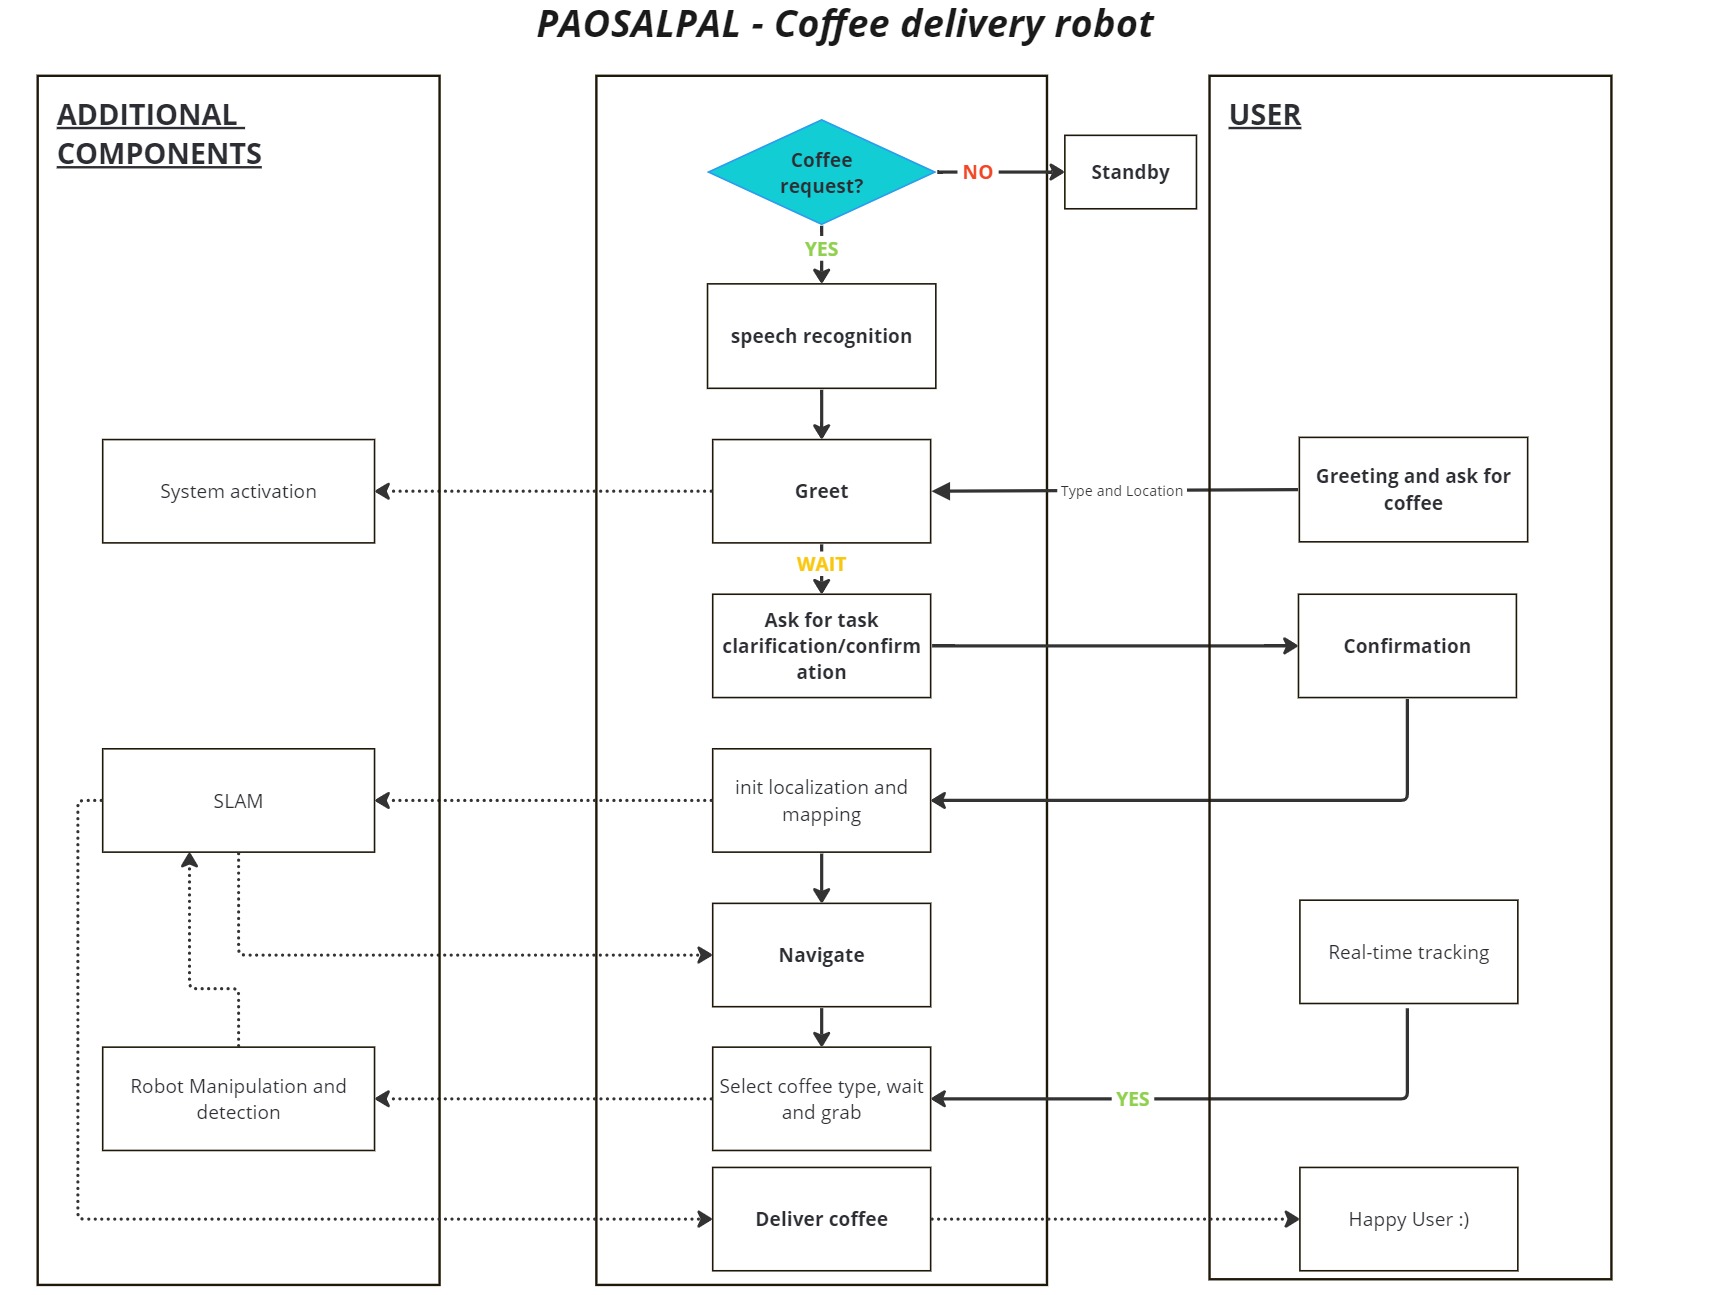 PAOSALPAL - Coffee delivery robot
ADDITIONAL
COMPONENTS
USER
Coffee
request?
NO
Standby
YES
speech recognition
System activation
Greet
Type and Location
Greeting and ask for
coffee
WAIT
Ask for task
clarification/confirm
ation
Confirmation
SLAM
init localization and
mapping
Navigate
Real-time tracking
Robot Manipulation and
detection
Select coffee type, wait
and grab
YES
Deliver coffee
Happy User :)